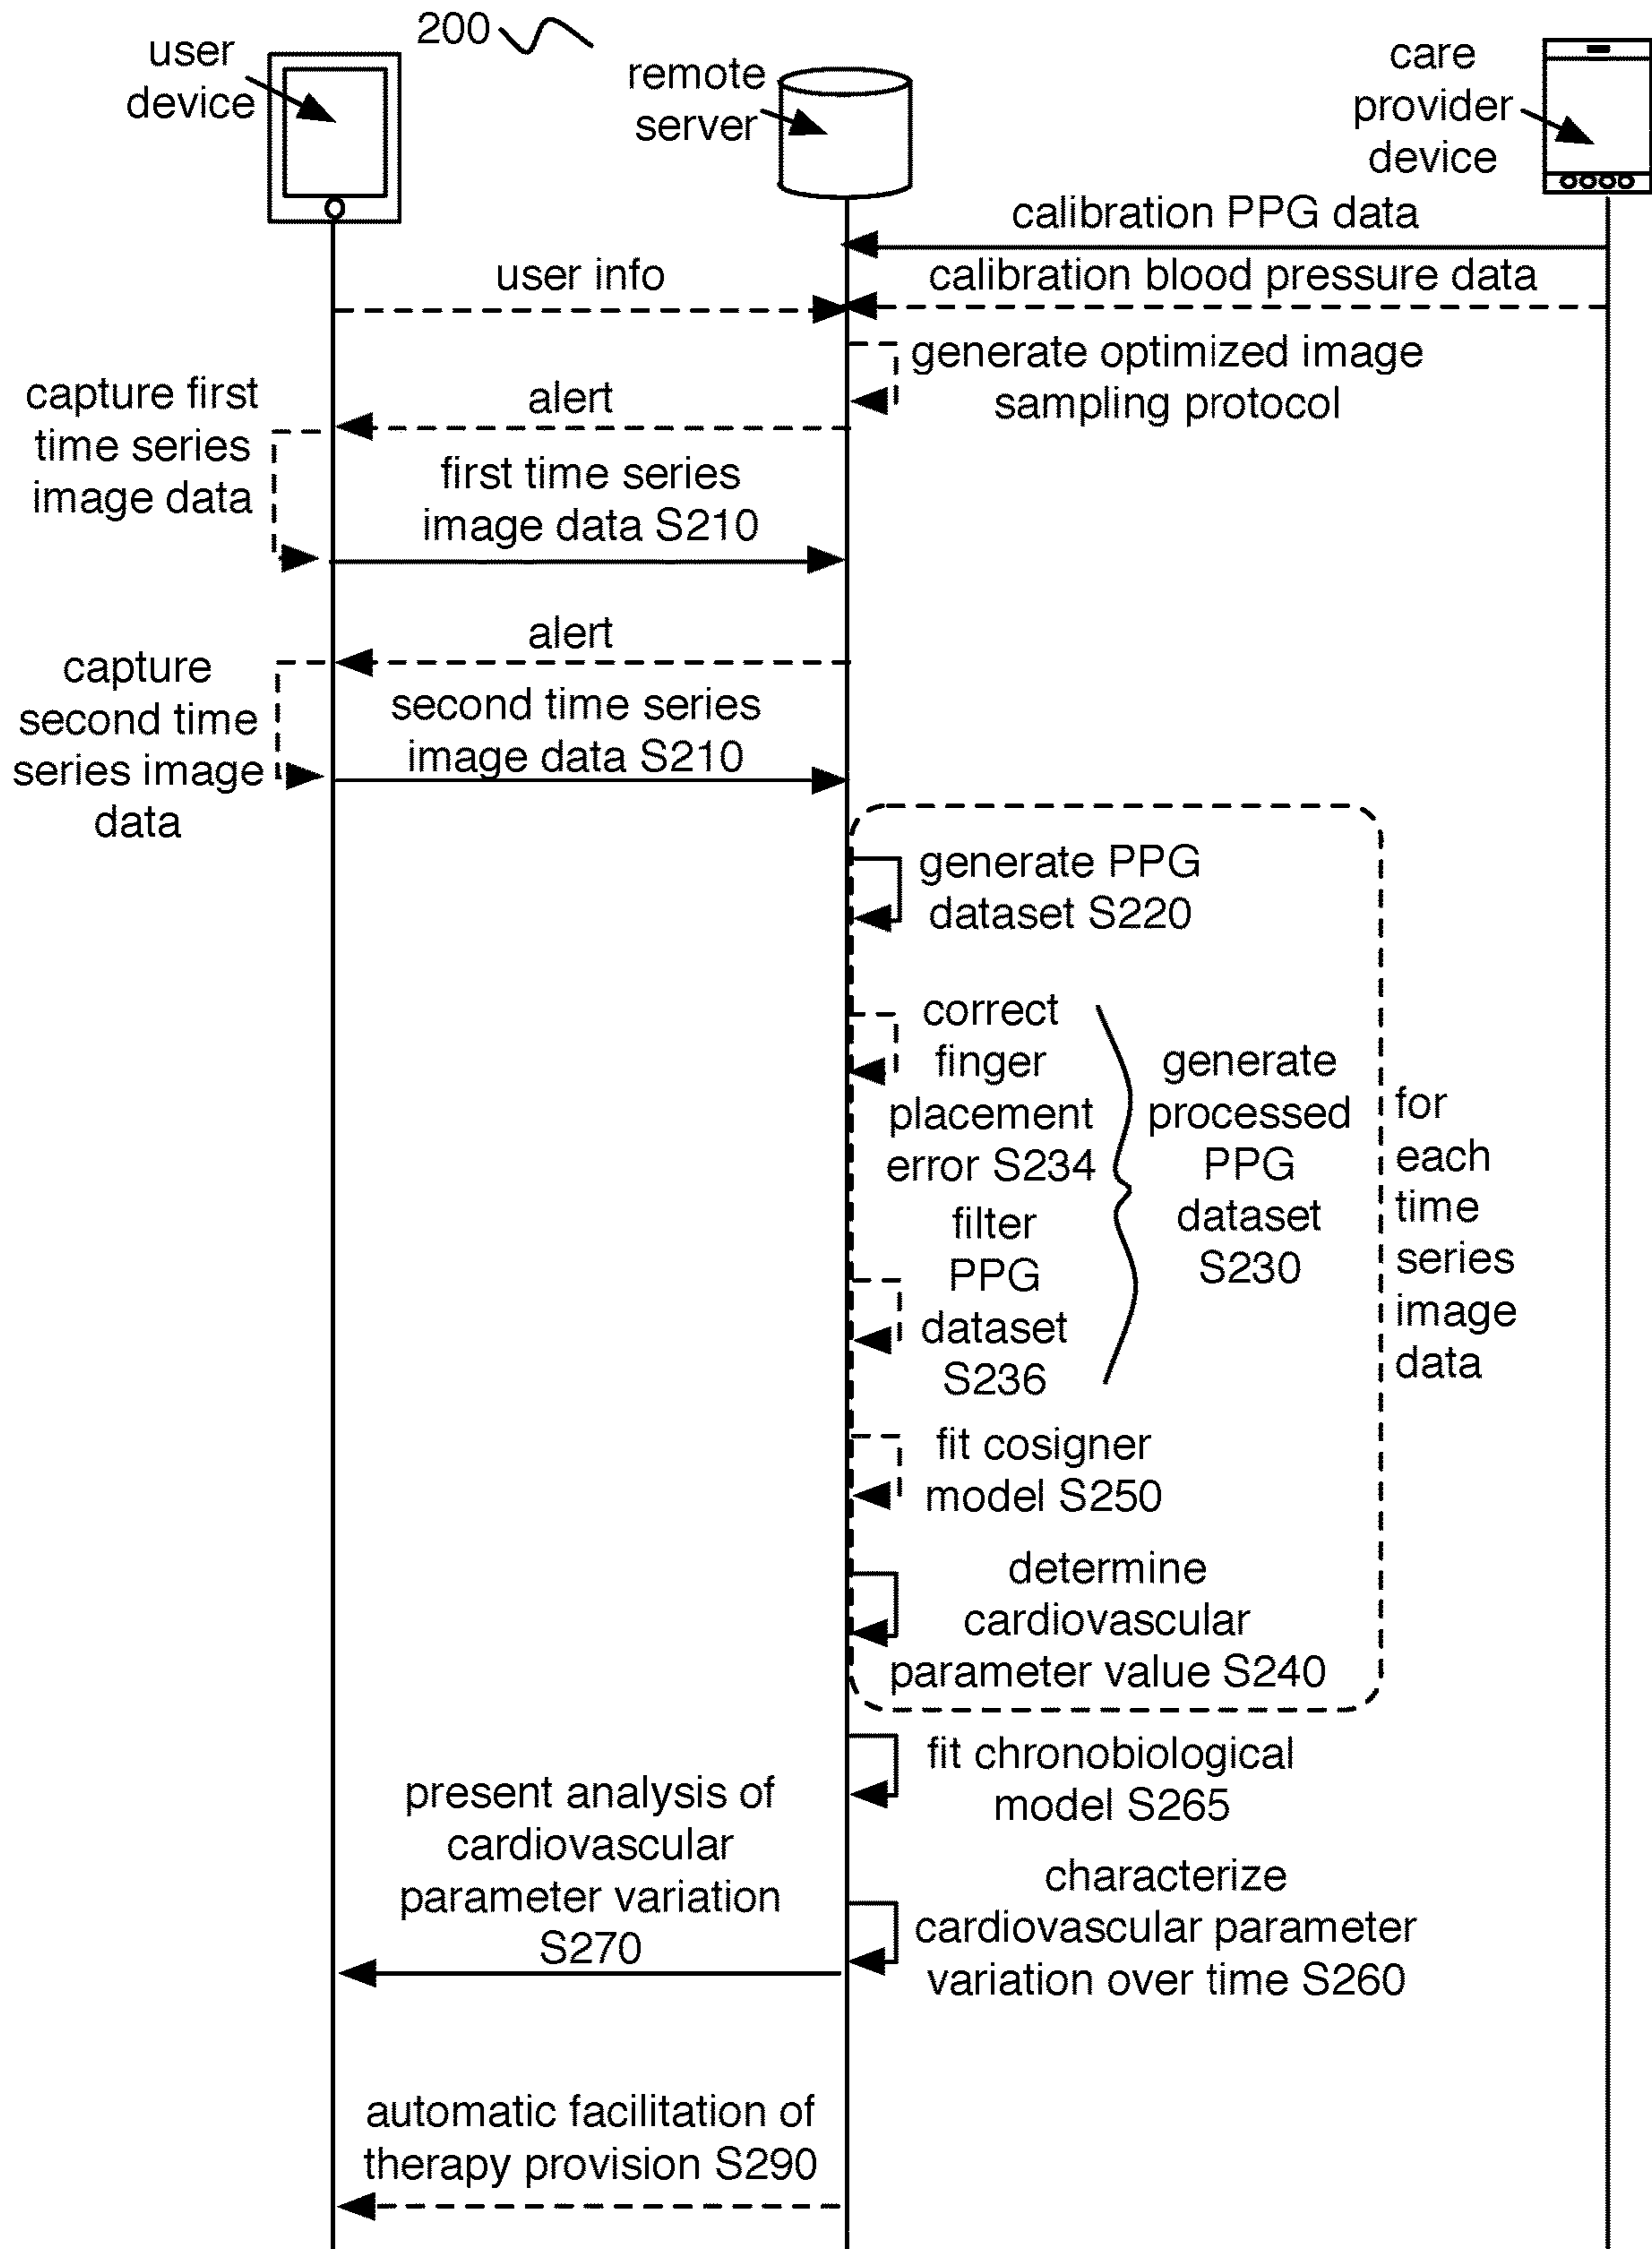 200
user
device
remote
server
care
provider
device
calibration PPG data
user info
calibration blood pressure data
generate optimized image
sampling protocol
capture first
time series
image data
alert
first time series
image data S210
alert
capture
second time
series image
data
second time series
image data S210
generate PPG
dataset S220
correct
finger
placement
error S234
filter
PPG
dataset
S236
generate
processed
PPG
dataset
S230
for
each
time
series
image
data
fit cosigner
model S250
determine
cardiovascular
parameter value S240
fit chronobiological
model S265
present analysis of
cardiovascular
parameter variation
S270
characterize
cardiovascular parameter
variation over time S260
automatic facilitation of
therapy provision S290